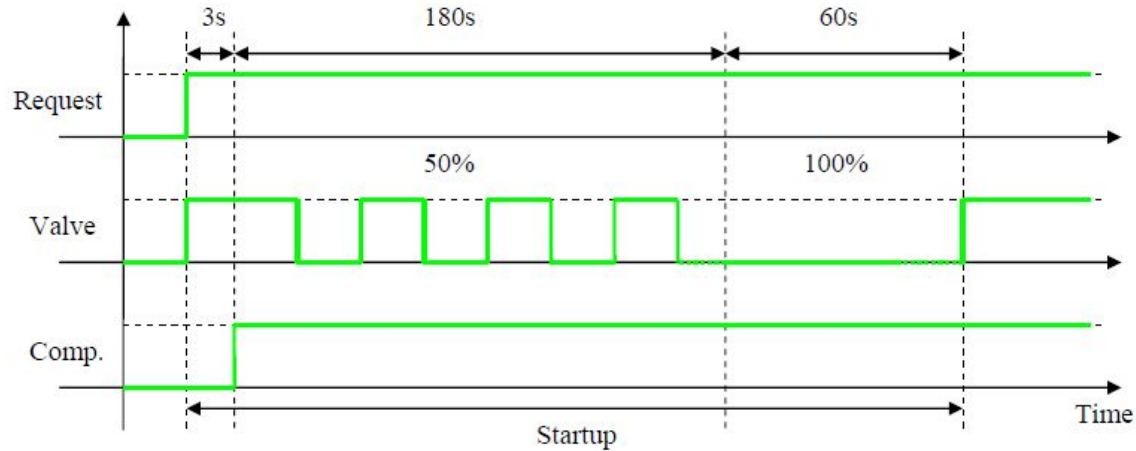 3s 180s 60s
Request
50% 100%
Valve
Comp.
Time
Startup